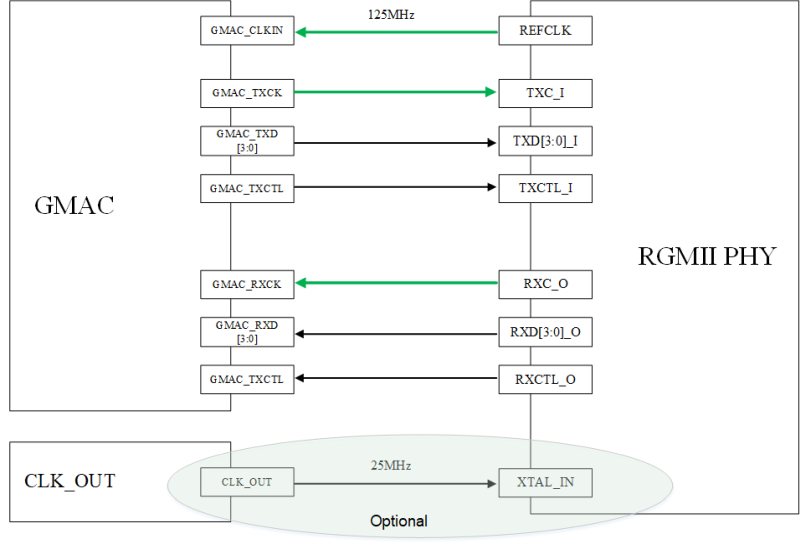 125MHz
GMAC_CLKIN
REFCLK
GMAC_TXCK
TXC_I
GMAC_TXD
[3:0]
TXD[3:0]_I
GMAC_TXCTL
TXCTL_I
GMAC
RGMII PHY
GMAC_RXCK
RXC_O
GMAC_RXD
[3:0]
RXD[3:0]_O
GMAC_TXCTL
RXCTL_O
CLK_OUT
CLK_OUT
25MHz
XTAL_IN
Optional